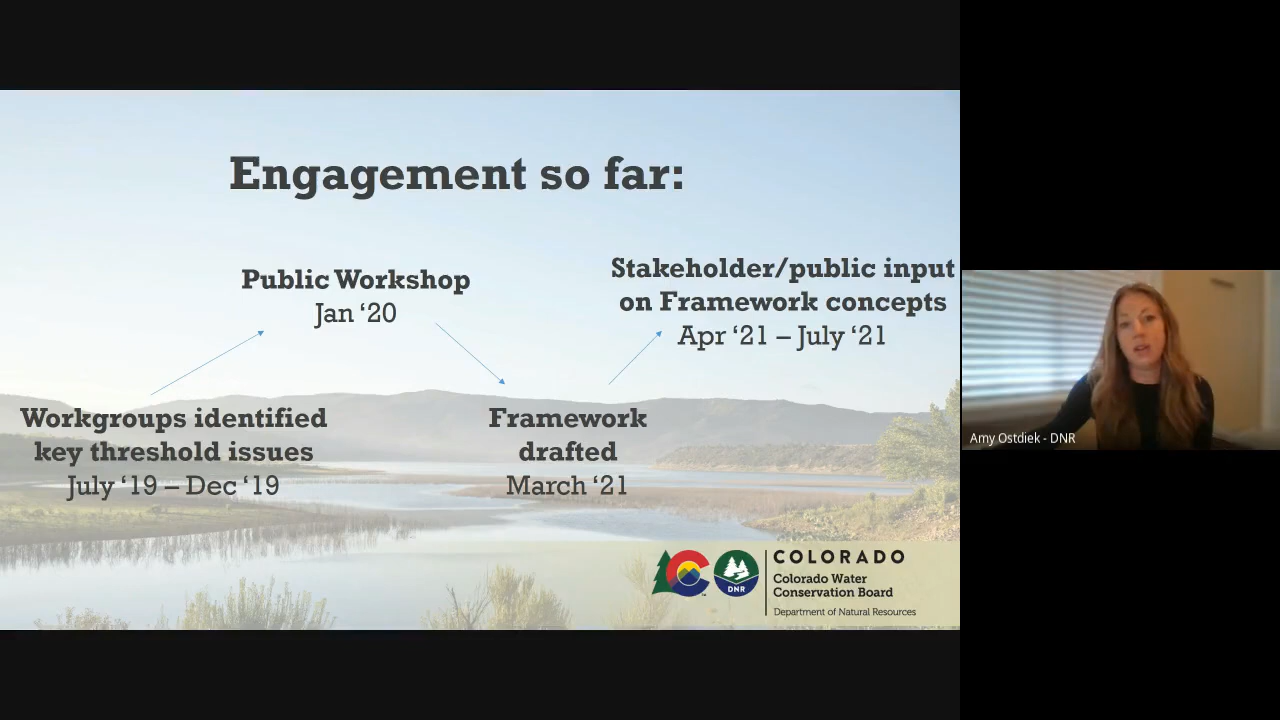 Engagement so far:
Public Workshop
Jan ‘20
Stakeholder/public input
on Framework concepts
Apr ‘21 – July ‘21
Workgroups identified
key threshold issues
July ‘19 – Dec ‘19
Framework
drafted
March ‘21
DNR
COLORADO
Colorado Water
Conservation Board
Department of Natural Resources
Amy Ostdiek - DNR